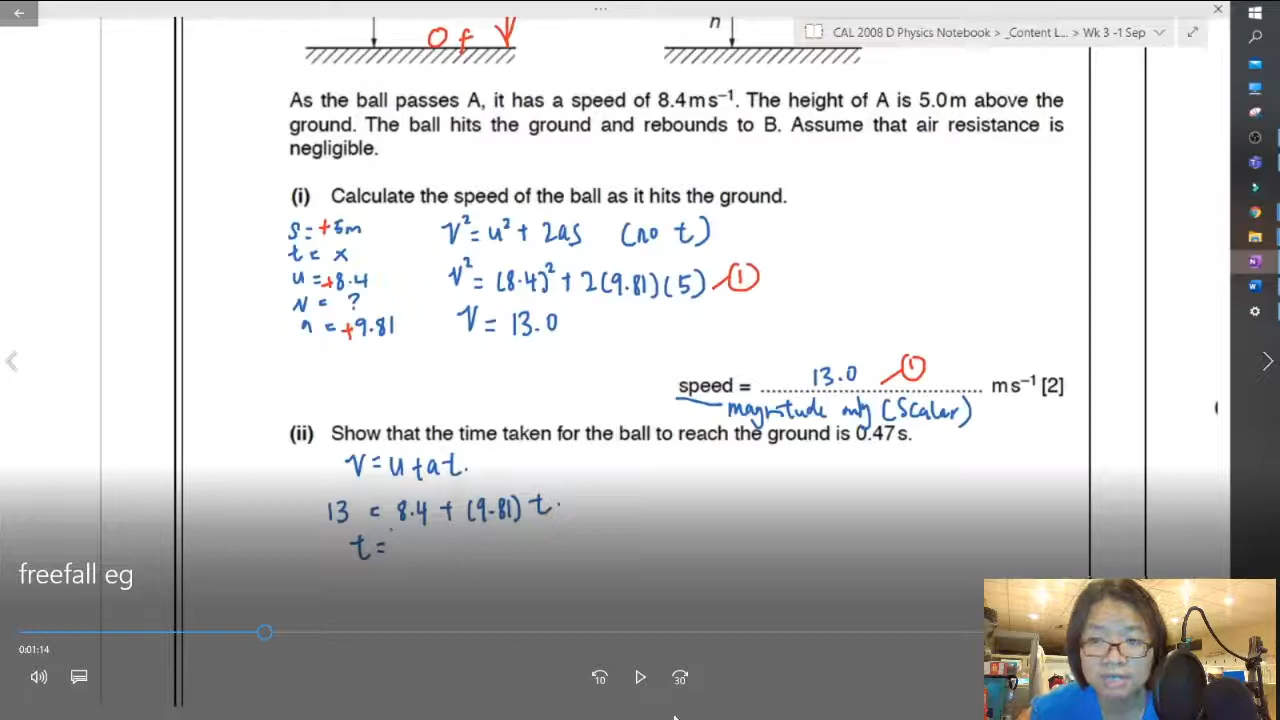 CAL 2008 D Physics Notebook > _Content L... > Wk 3 -1 Sep
0 f
h
As the ball passes A, it has a speed of 8.4 m s⁻¹. The height of A is 5.0 m above the
ground. The ball hits the ground and rebounds to B. Assume that air resistance is
negligible.
(i) Calculate the speed of the ball as it hits the ground.
s = +5m
t = x
u = +8.4
v = ?
a = +9.81
v² = u² + 2as (no t)
v² = (8.4)² + 2(9.81)(5) ①
v = 13.0
speed = 13.0 ① m s⁻¹ [2]
magnitude only (scalar)
(ii) Show that the time taken for the ball to reach the ground is 0.47 s.
v = u + at.
13 = 8.4 + (9.81) t.
t =
freefall eg
0:01:14
10
30